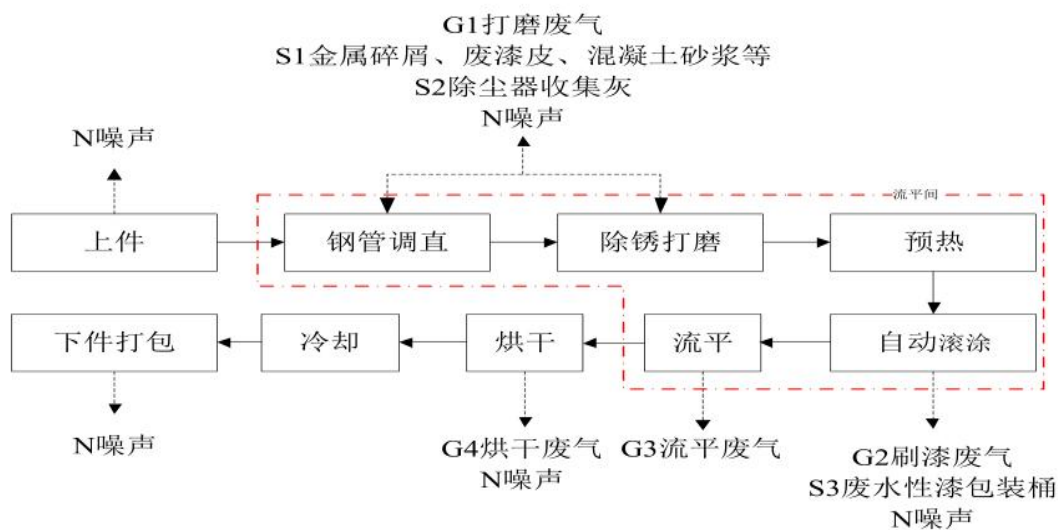 G1打磨废气
S1金属碎屑、废漆皮、混凝土砂浆等
S2除尘器收集灰
N噪声
N噪声
流平间
上件
钢管调直
除锈打磨
预热
下件打包
冷却
烘干
流平
自动滚涂
N噪声
G4烘干废气
N噪声
G3流平废气
G2刷漆废气
S3废水性漆包装桶
N噪声